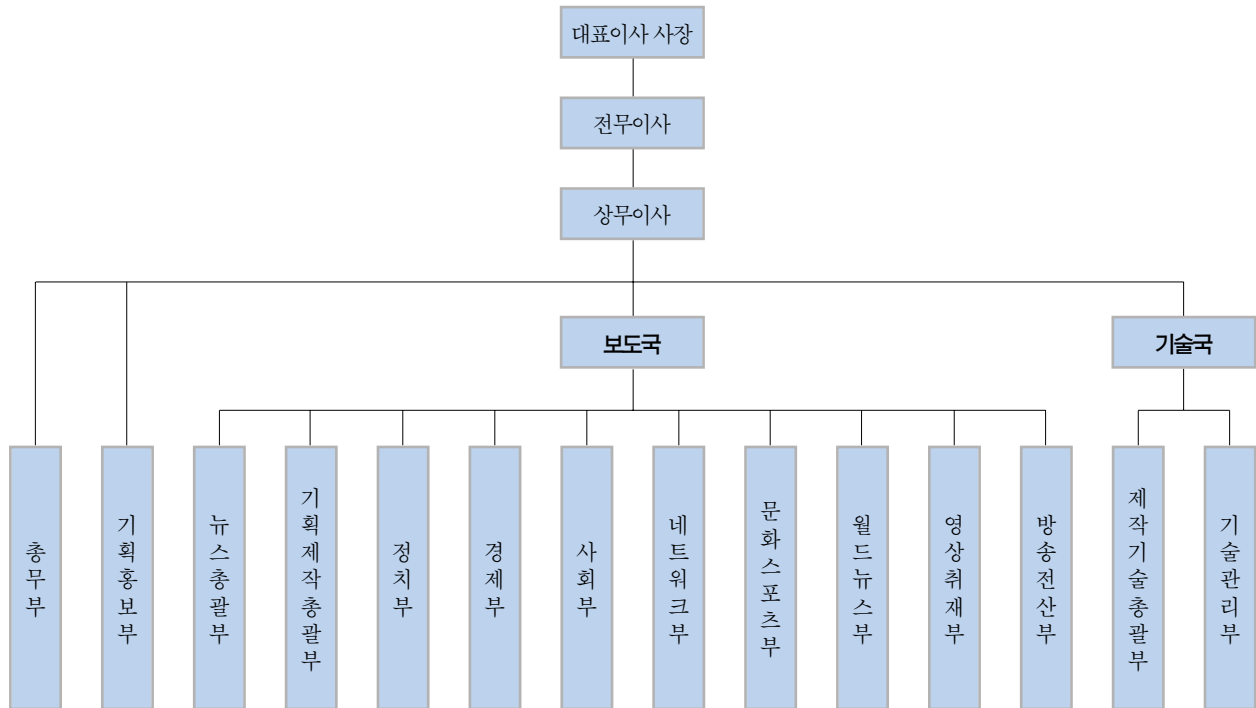 대표이사 사장
전무이사
상무이사
보도국
기술국
총무부
기획홍보부
뉴스총괄부
기획제작총괄부
정치부
경제부
사회부
네트워크부
문화스포츠부
월드뉴스부
영상취재부
방송전산부
제작기술총괄부
기술관리부